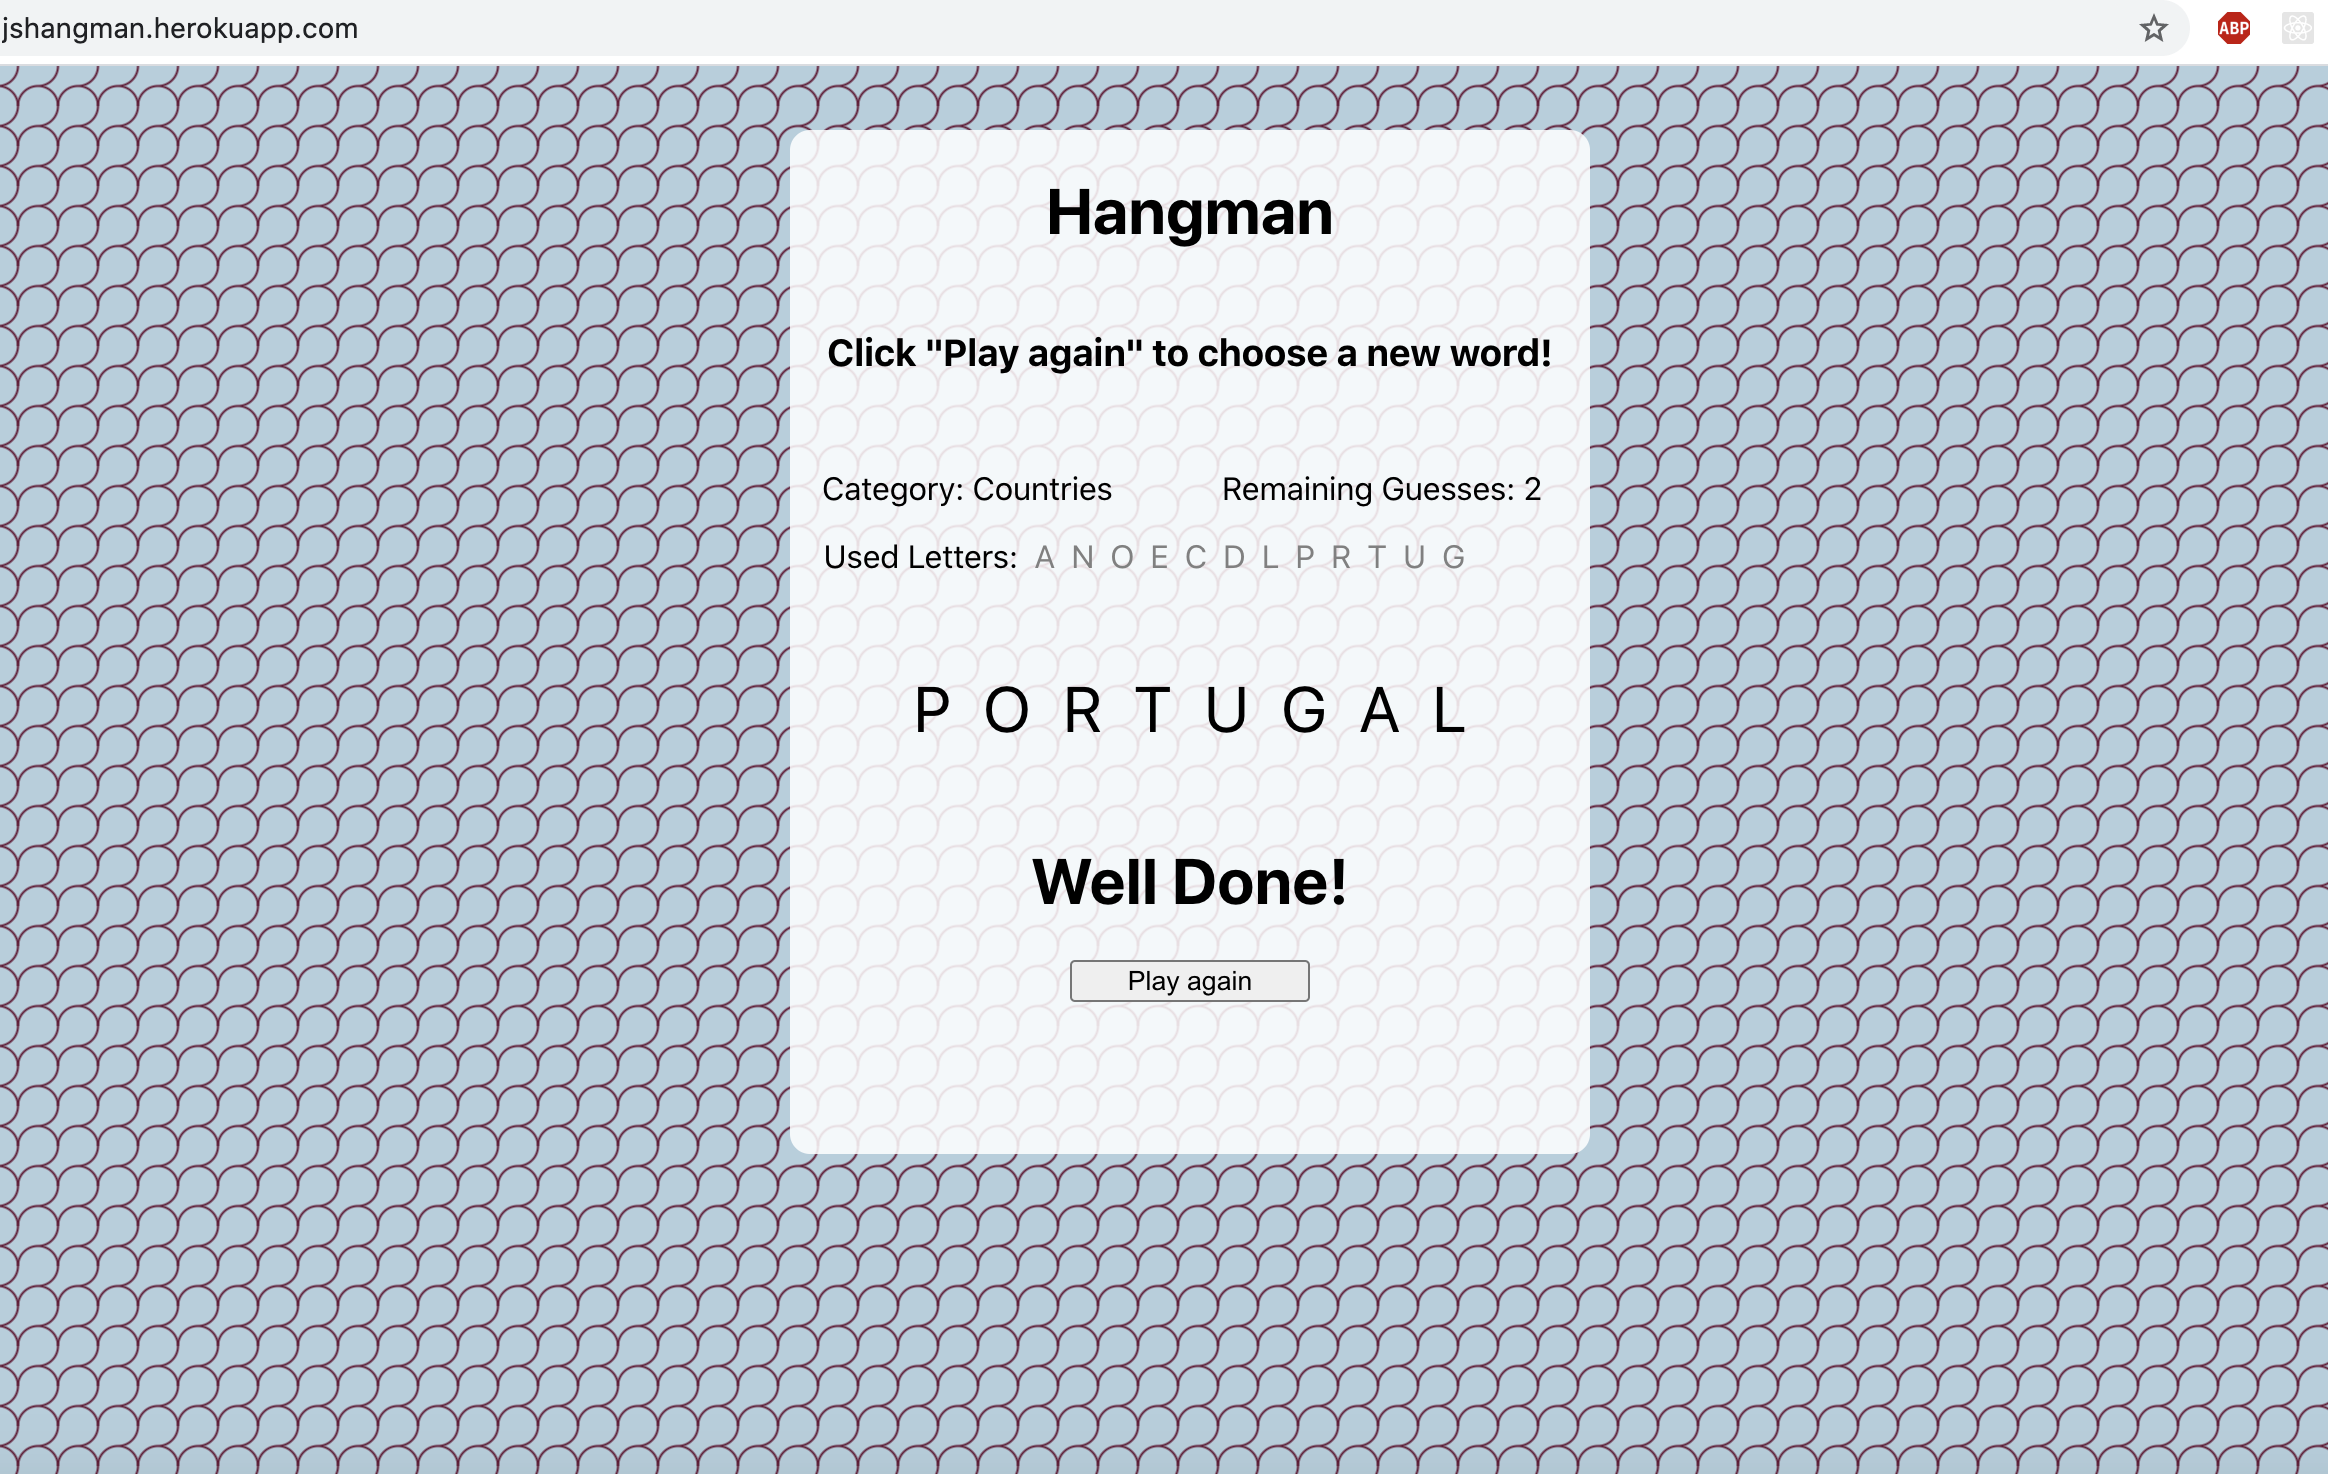 jshangman.herokuapp.com
ABP
Hangman
Click "Play again" to choose a new word!
Category: Countries Remaining Guesses: 2
Used Letters: A N O E C D L P R T U G
P O R T U G A L
Well Done!
Play again